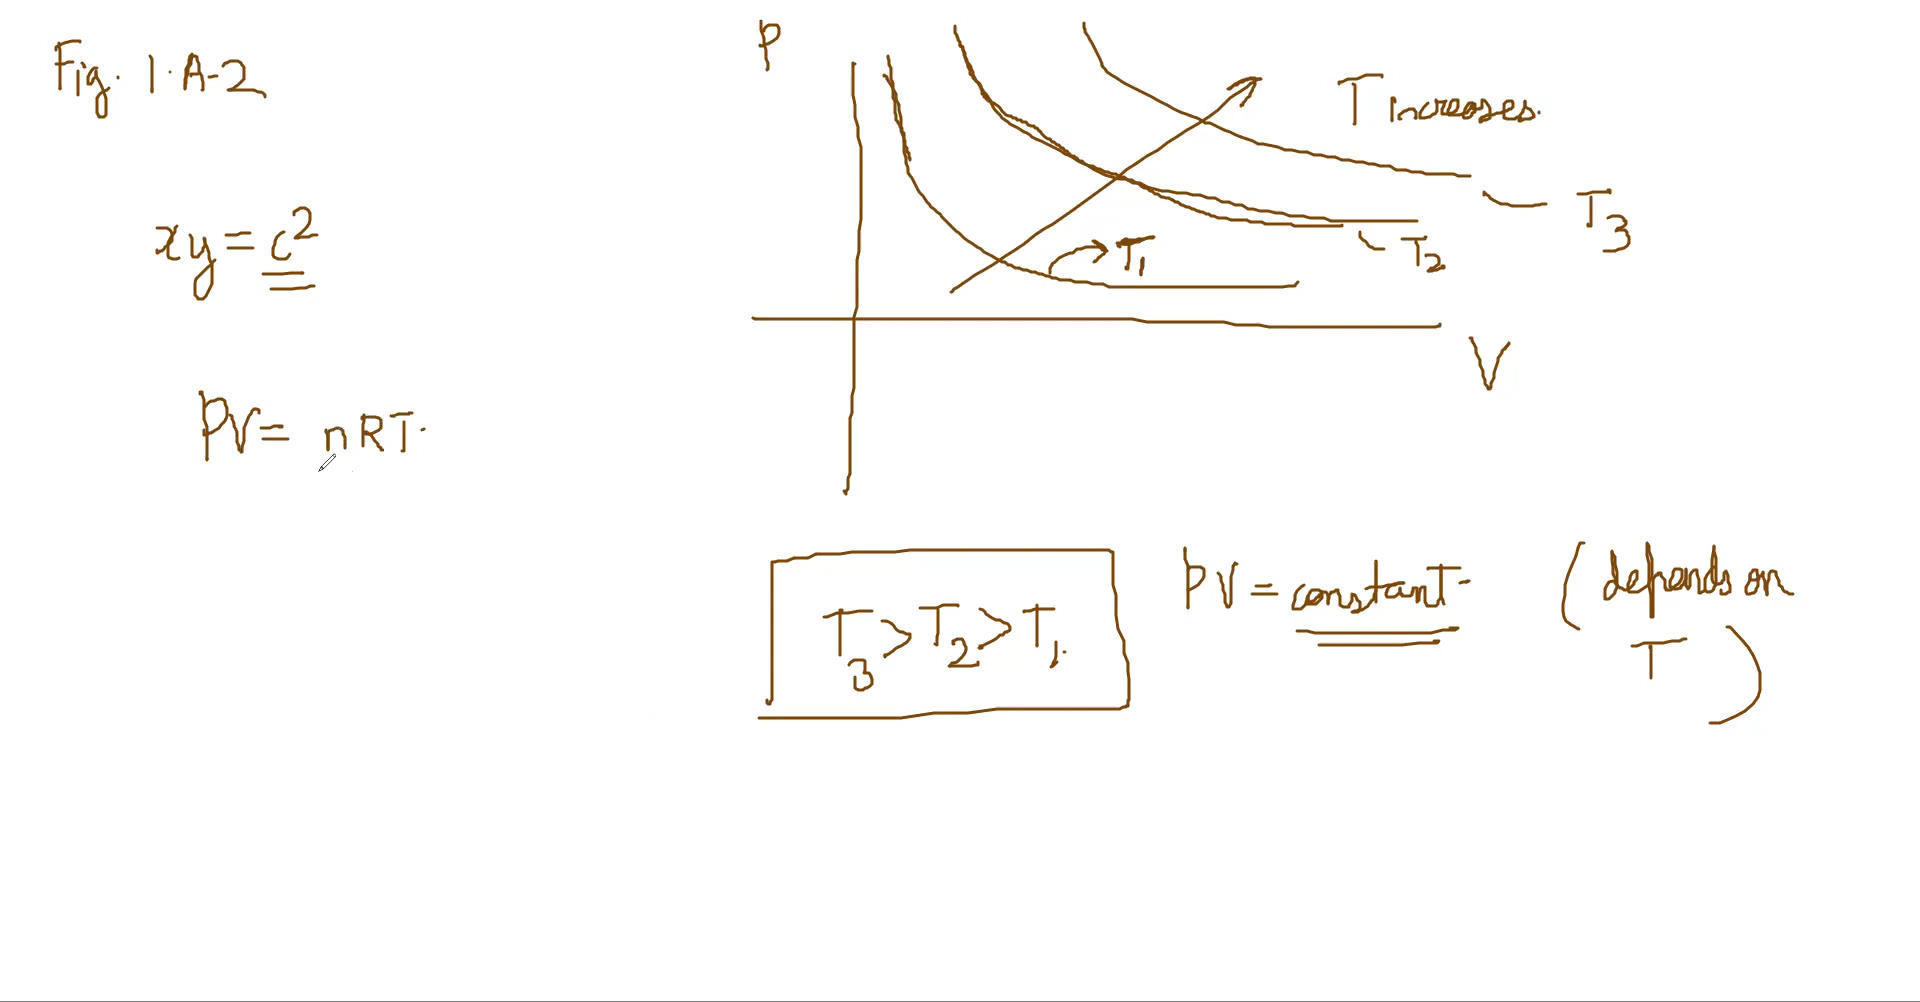 Fig. 1.A-2
P
T increases.
T3
T2
T1
V
xy = c²
PV = nRT.
T3 > T2 > T1.
PV = constant (depends on
T)